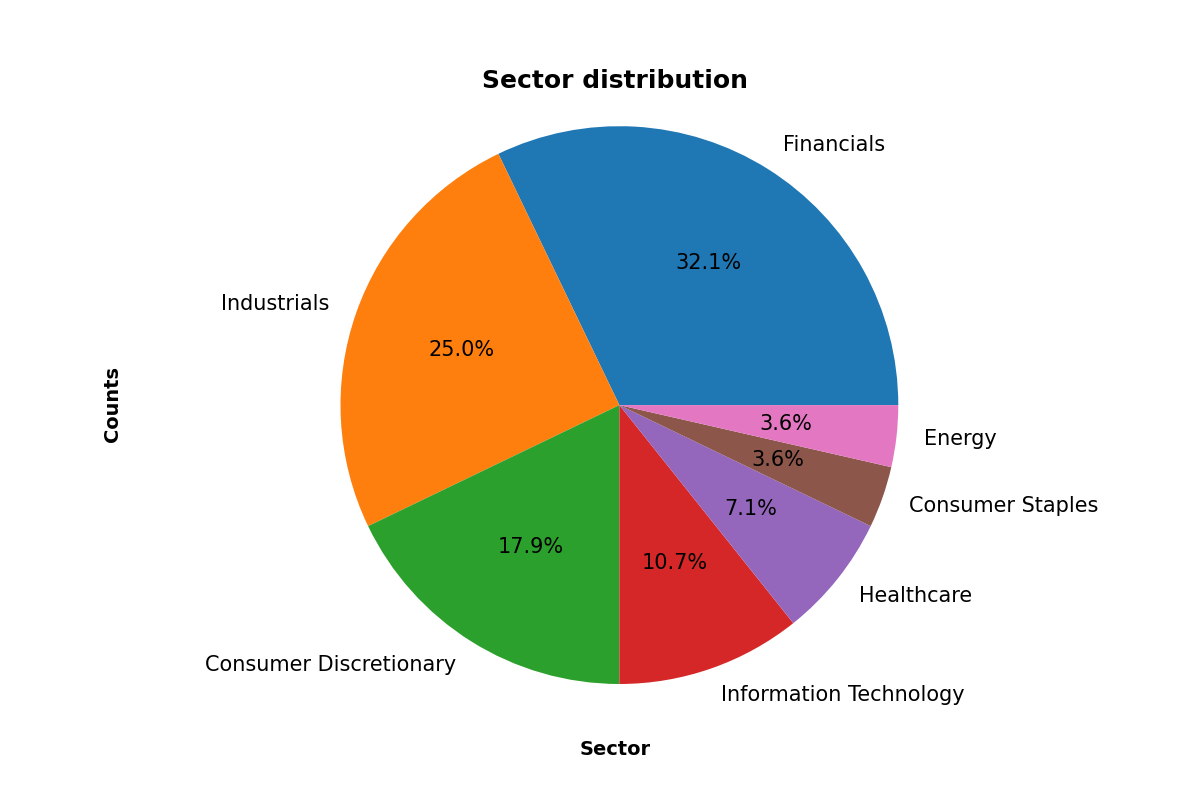 Sector distribution
Financials
32.1%
Industrials
25.0%
Counts
3.6%
Energy
3.6%
Consumer Staples
7.1%
17.9%
10.7%
Healthcare
Consumer Discretionary
Information Technology
Sector